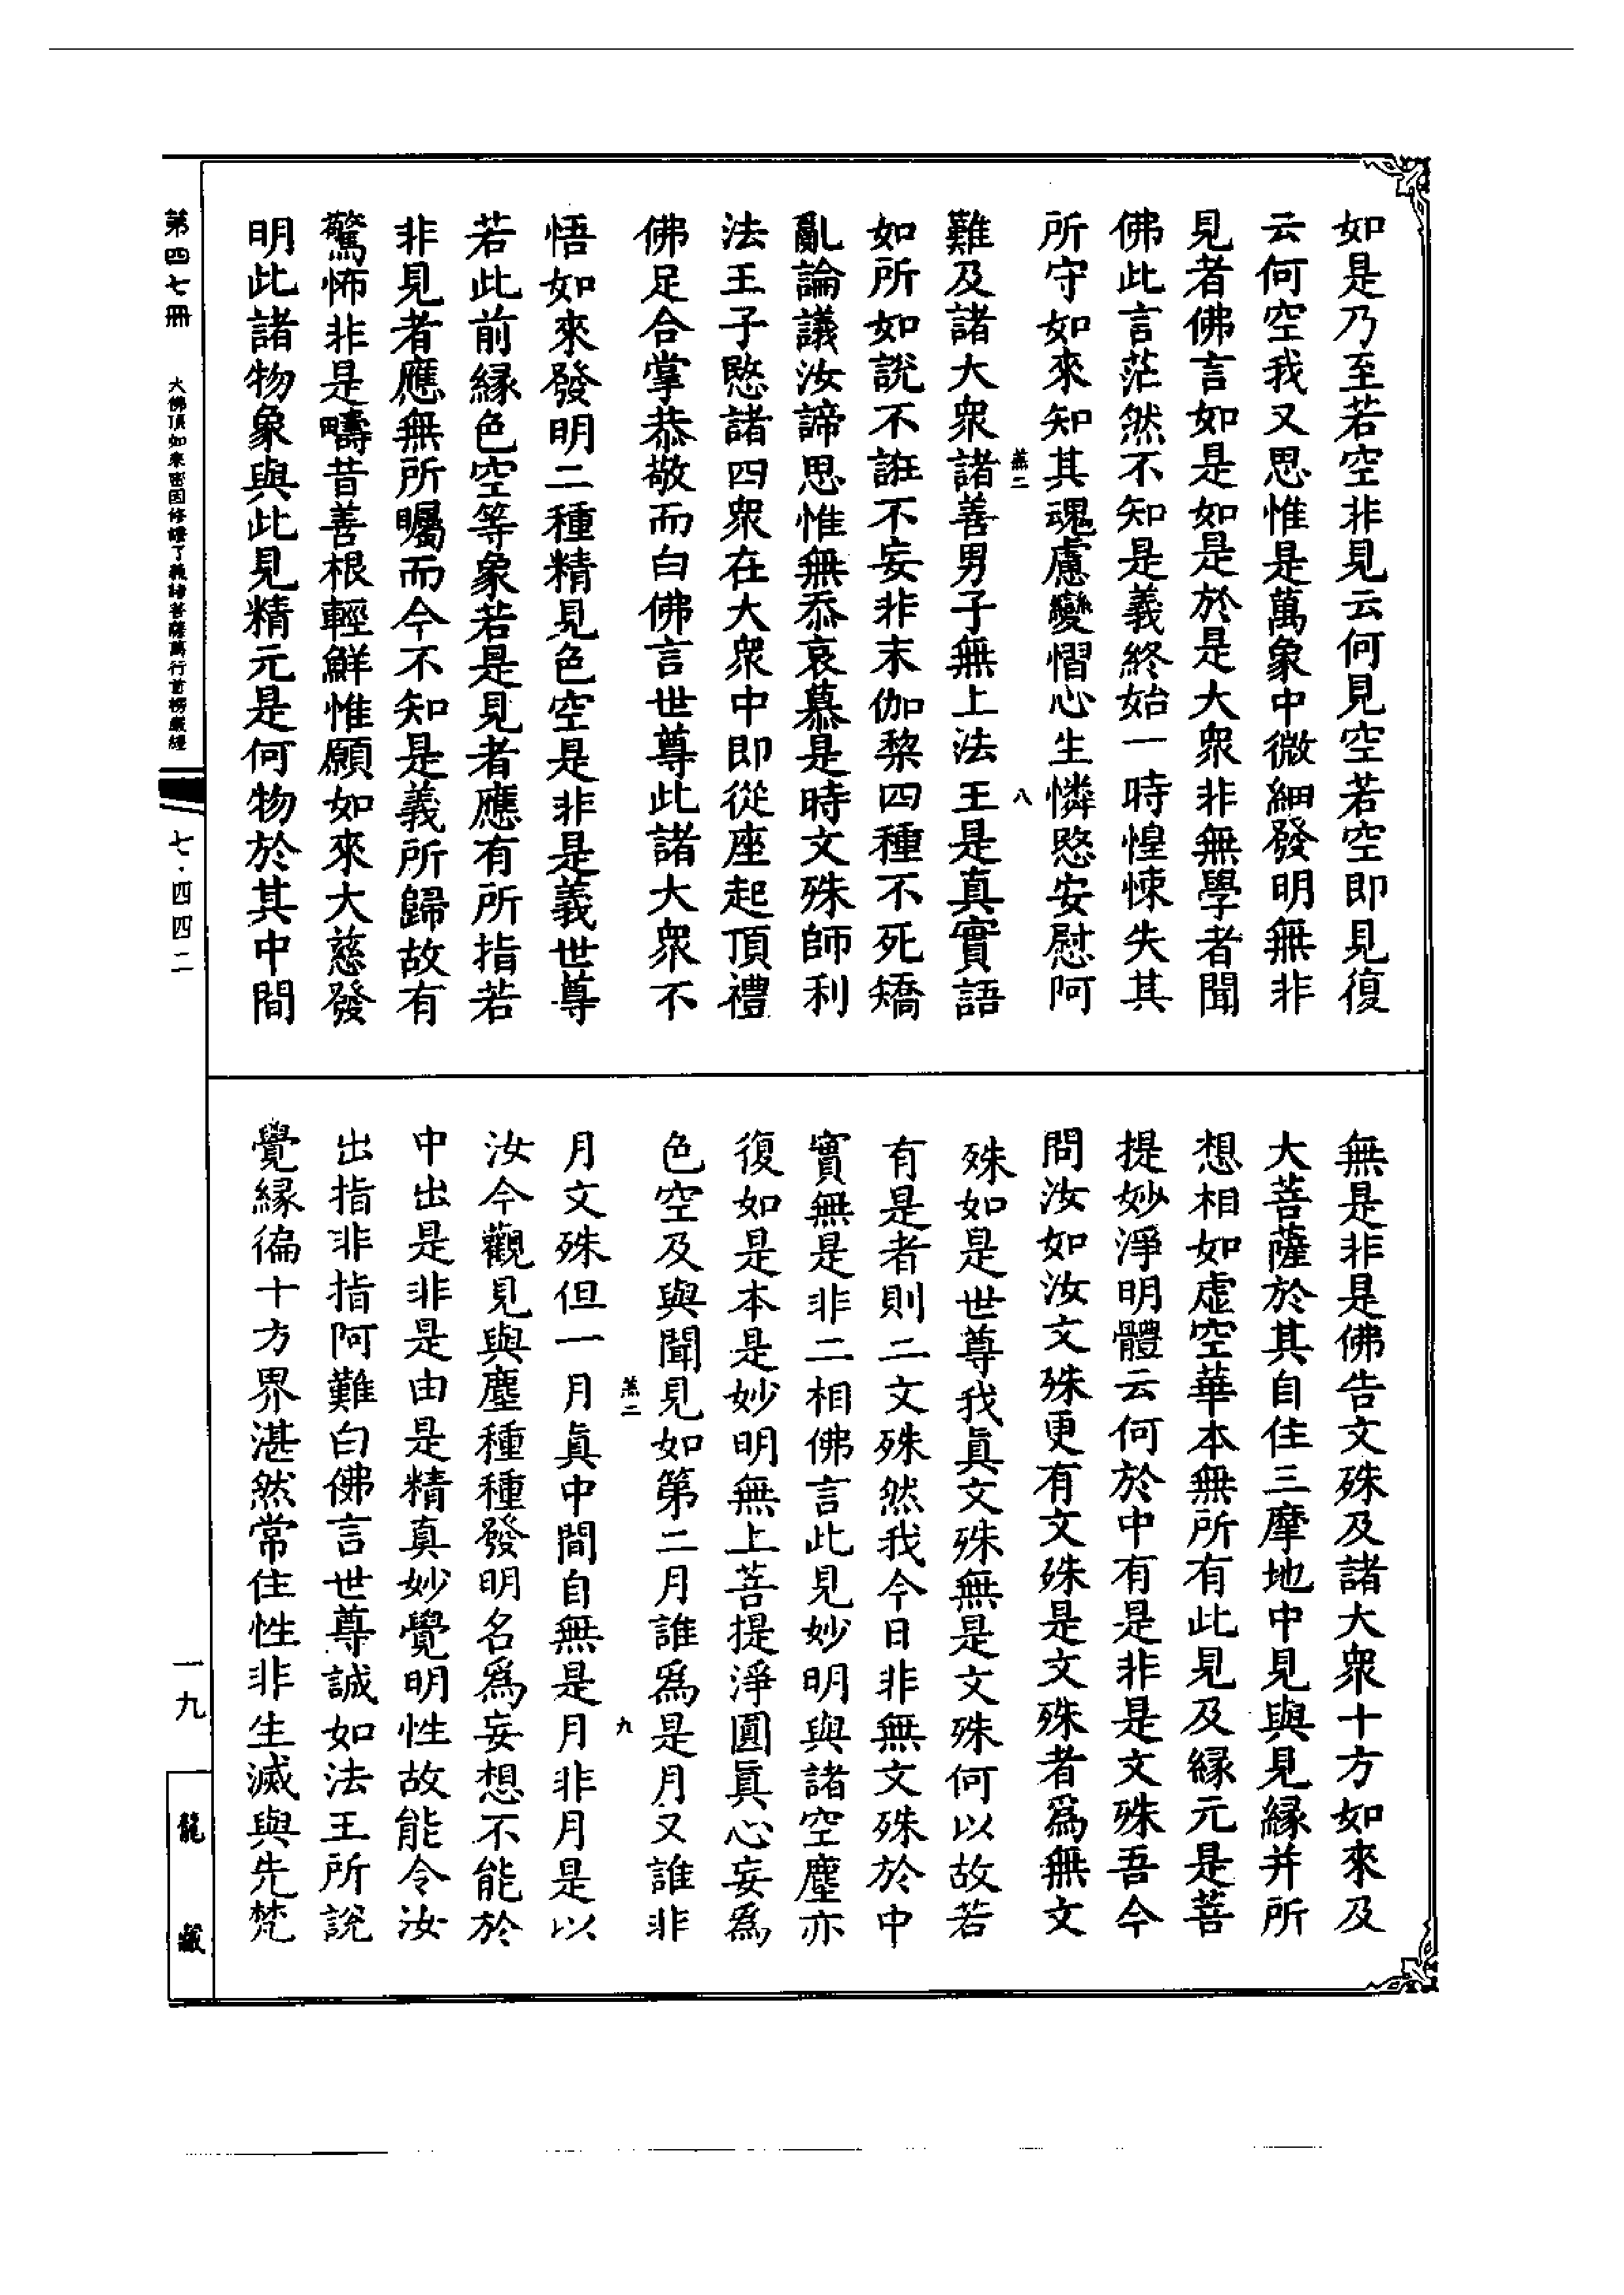 如是乃至若空非見云何見空若空即見復
云何空我又思惟是萬象中微細發明無非
見者佛言如是如是於是大衆非無學者聞
佛此言茫然不知是義終始一時惶悚失其
所守如來知其魂慮變慴心生憐愍安慰阿
難及諸大衆諸善男子無上法王是真實語
如所如說不誑不妄非末伽黎四種不死矯
亂論議汝諦思惟無忝哀慕是時文殊師利
法王子愍諸四衆在大衆中即從座起頂禮
佛足合掌恭敬而白佛言世尊此諸大衆不
悟如來發明二種精見色空是非是義世尊
若此前緣色空等象若是見者應有所指若
非見者應無所矚而今不知是義所歸故有
驚怖非是疇昔善根輕鮮惟願如來大慈發
明此諸物象與此見精元是何物於其中間
無是非是佛告文殊及諸大衆十方如來及
大菩薩於其自住三摩地中見與見緣并所
想相如虛空華本無所有此見及緣元是菩
提妙淨明體云何於中有是非是文殊吾今
問汝如汝文殊更有文殊是文殊者爲無文
殊如是世尊我真文殊無是文殊何以故若
有是者則二文殊然我今日非無文殊於中
實無是非二相佛言此見妙明與諸空塵亦
復如是本是妙明無上菩提淨圓真心妄爲
色空及與聞見如第二月誰爲是月又誰非
月文殊但一月真中間自無是月非月是以
汝今觀見與塵種種發明名爲妄想不能於
中出是非是由是精真妙覺明性故能令汝
出指非指阿難白佛言世尊誠如法王所說
覺緣徧十方界湛然常住性非生滅與先梵
第四七冊
大佛頂如來密因修證了義諸菩薩萬行首楞嚴經
七·四四二
一九
龍藏
八
九